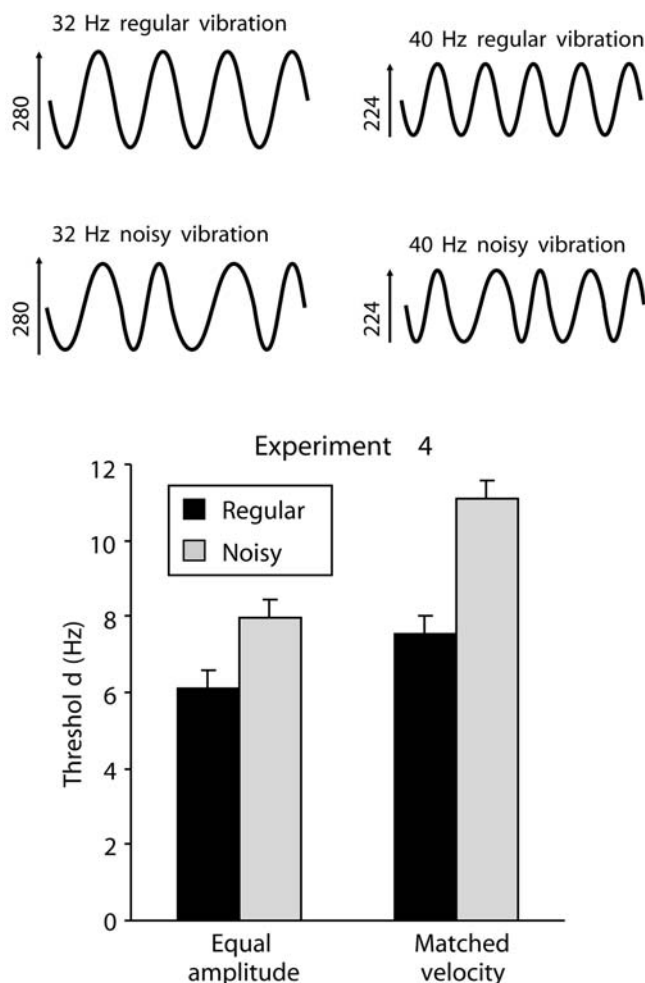 32 Hz regular vibration
40 Hz regular vibration
280
224
32 Hz noisy vibration
40 Hz noisy vibration
280
224
Experiment 4
12
10
8
6
4
2
0
Threshol d (Hz)
Regular
Noisy
Equal
amplitude
Matched
velocity